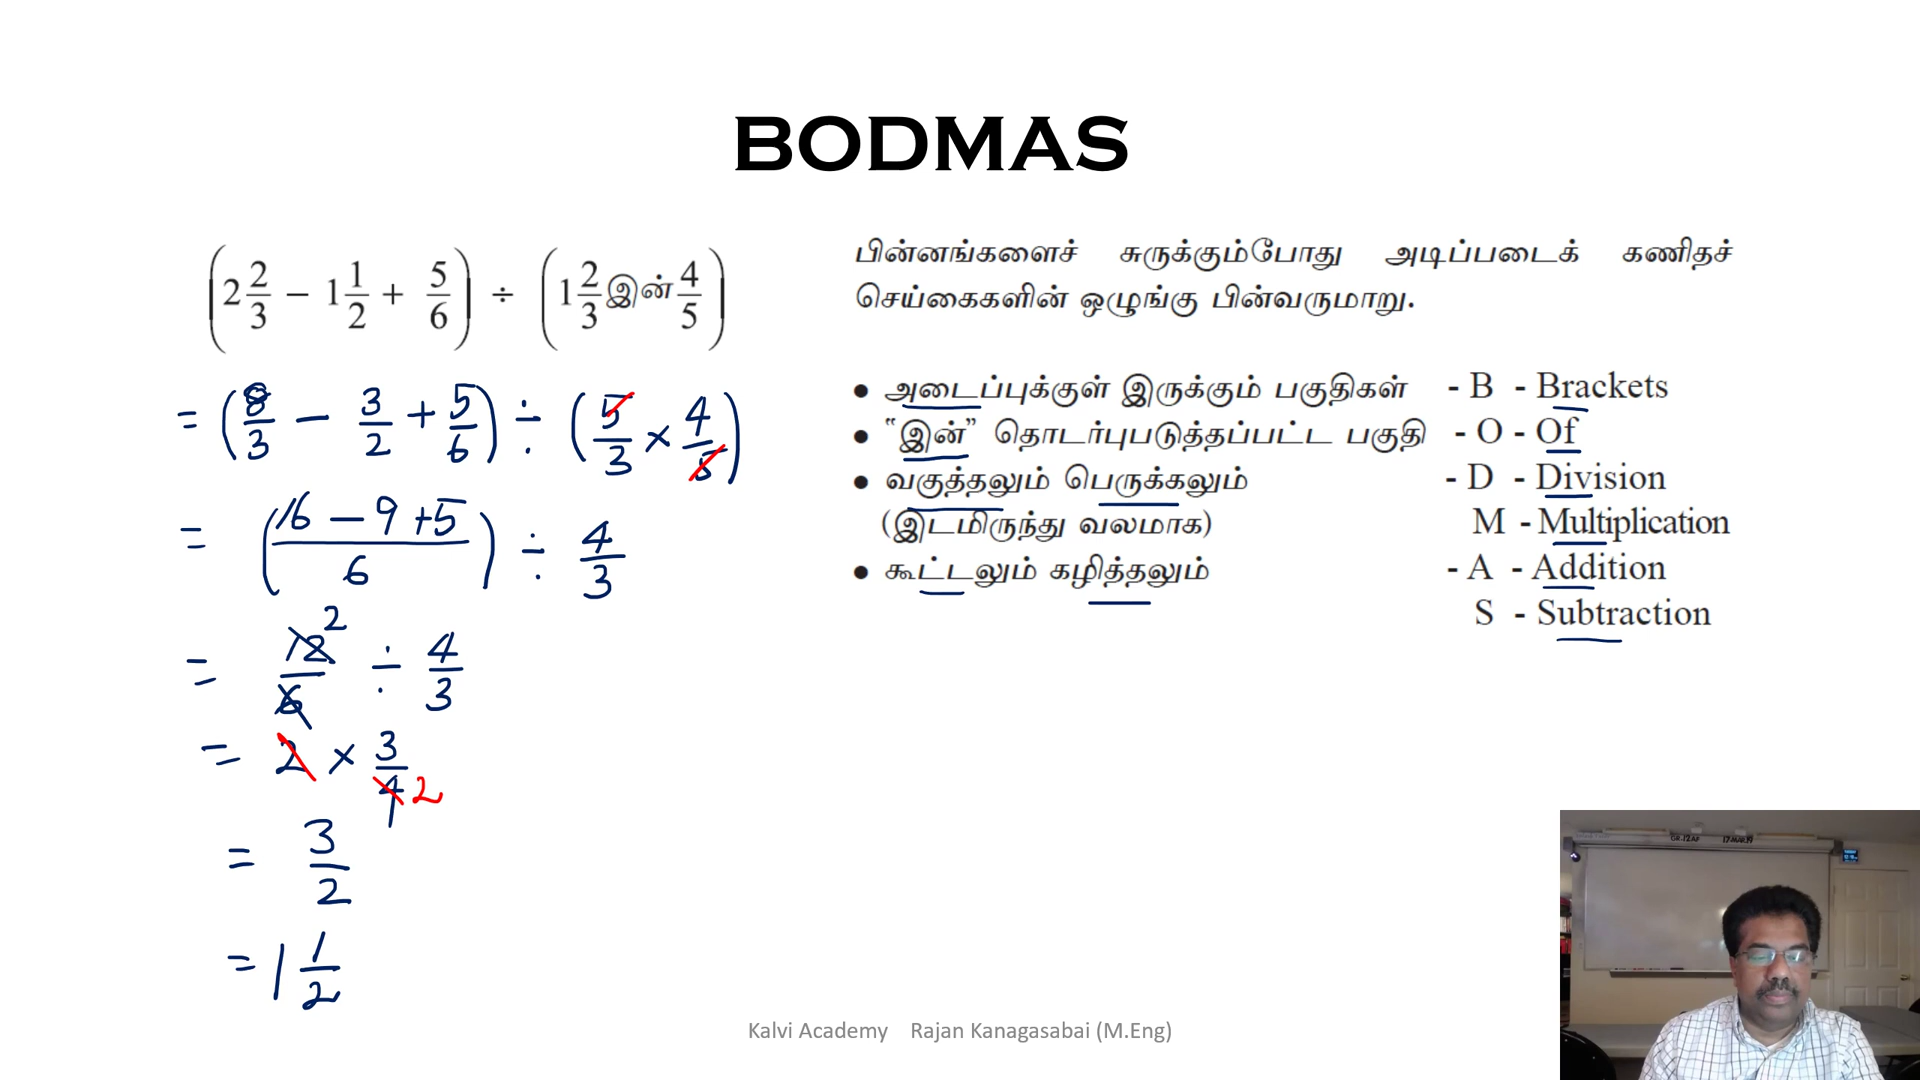 BODMAS
(2 2/3 − 1 1/2 + 5/6) ÷ (1 2/3 இன் 4/5)
= (8/3 − 3/2 + 5/6) ÷ (5/3 × 4/5)
= ((16 − 9 + 5)/6) ÷ 4/3
= 12/6 2 ÷ 4/3
= 2 × 3/4 2
= 3/2
= 1 1/2
பின்னங்களைச் சுருக்கும்போது அடிப்படைக் கணிதச்
செய்கைகளின் ஒழுங்கு பின்வருமாறு.
• அடைப்புக்குள் இருக்கும் பகுதிகள் - B - Brackets
• “இன்” தொடர்புபடுத்தப்பட்ட பகுதி - O - Of
• வகுத்தலும் பெருக்கலும் - D - Division
(இடமிருந்து வலமாக) M - Multiplication
• கூட்டலும் கழித்தலும் - A - Addition
S - Subtraction
Kalvi Academy Rajan Kanagasabai (M.Eng)